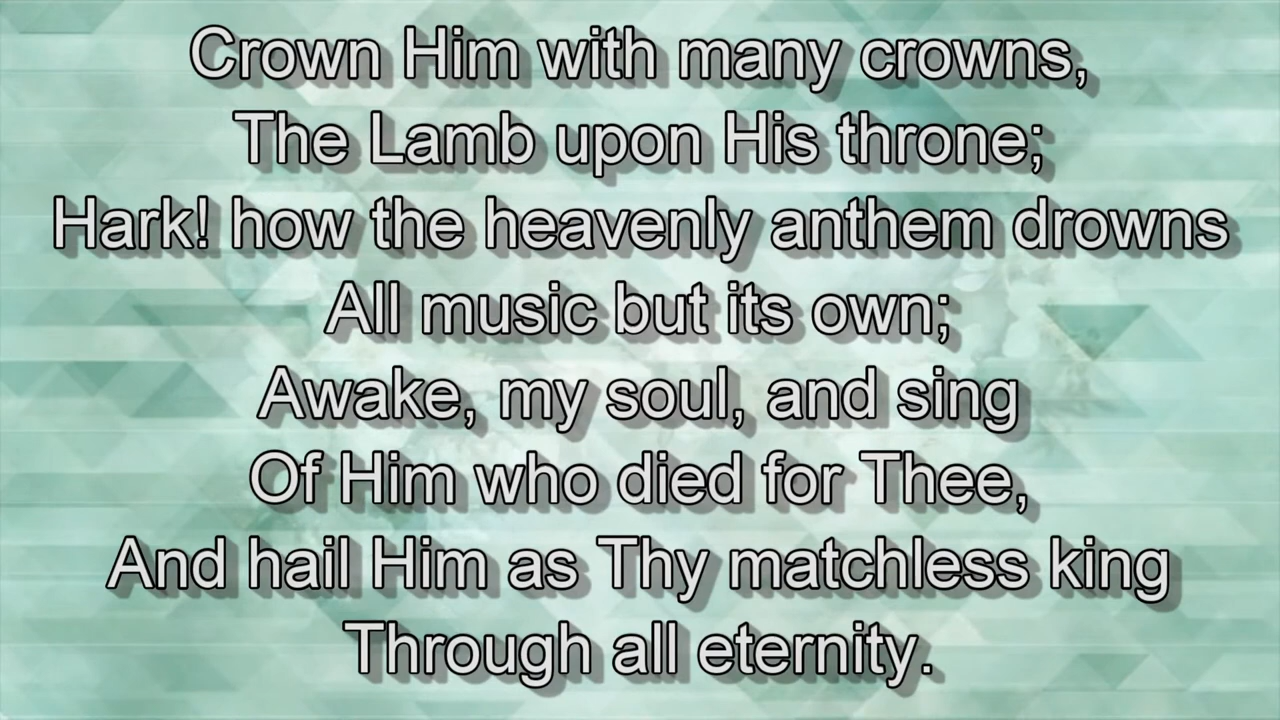 Crown Him with many crowns,
The Lamb upon His throne;
Hark! how the heavenly anthem drowns
All music but its own;
Awake, my soul, and sing
Of Him who died for Thee,
And hail Him as Thy matchless king
Through all eternity.